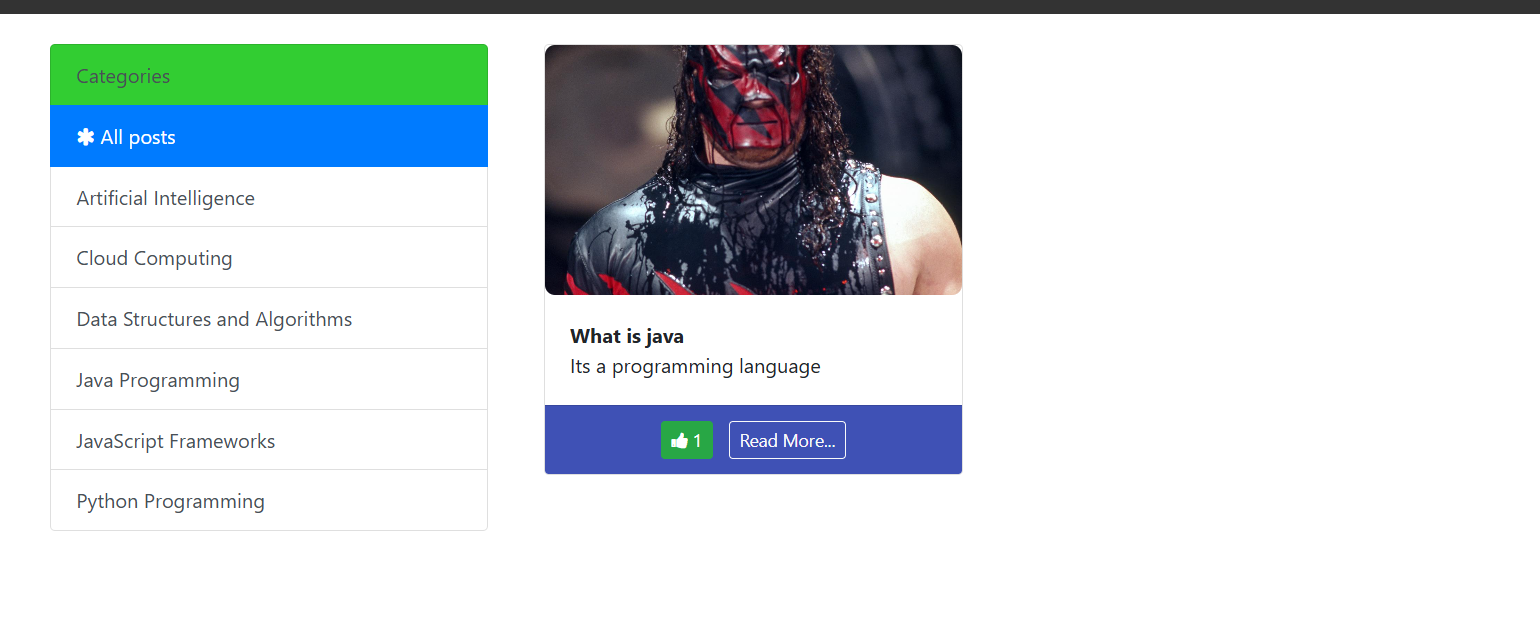 Categories
✱ All posts
Artificial Intelligence
Cloud Computing
Data Structures and Algorithms
Java Programming
JavaScript Frameworks
Python Programming
What is java
Its a programming language
1
Read More...